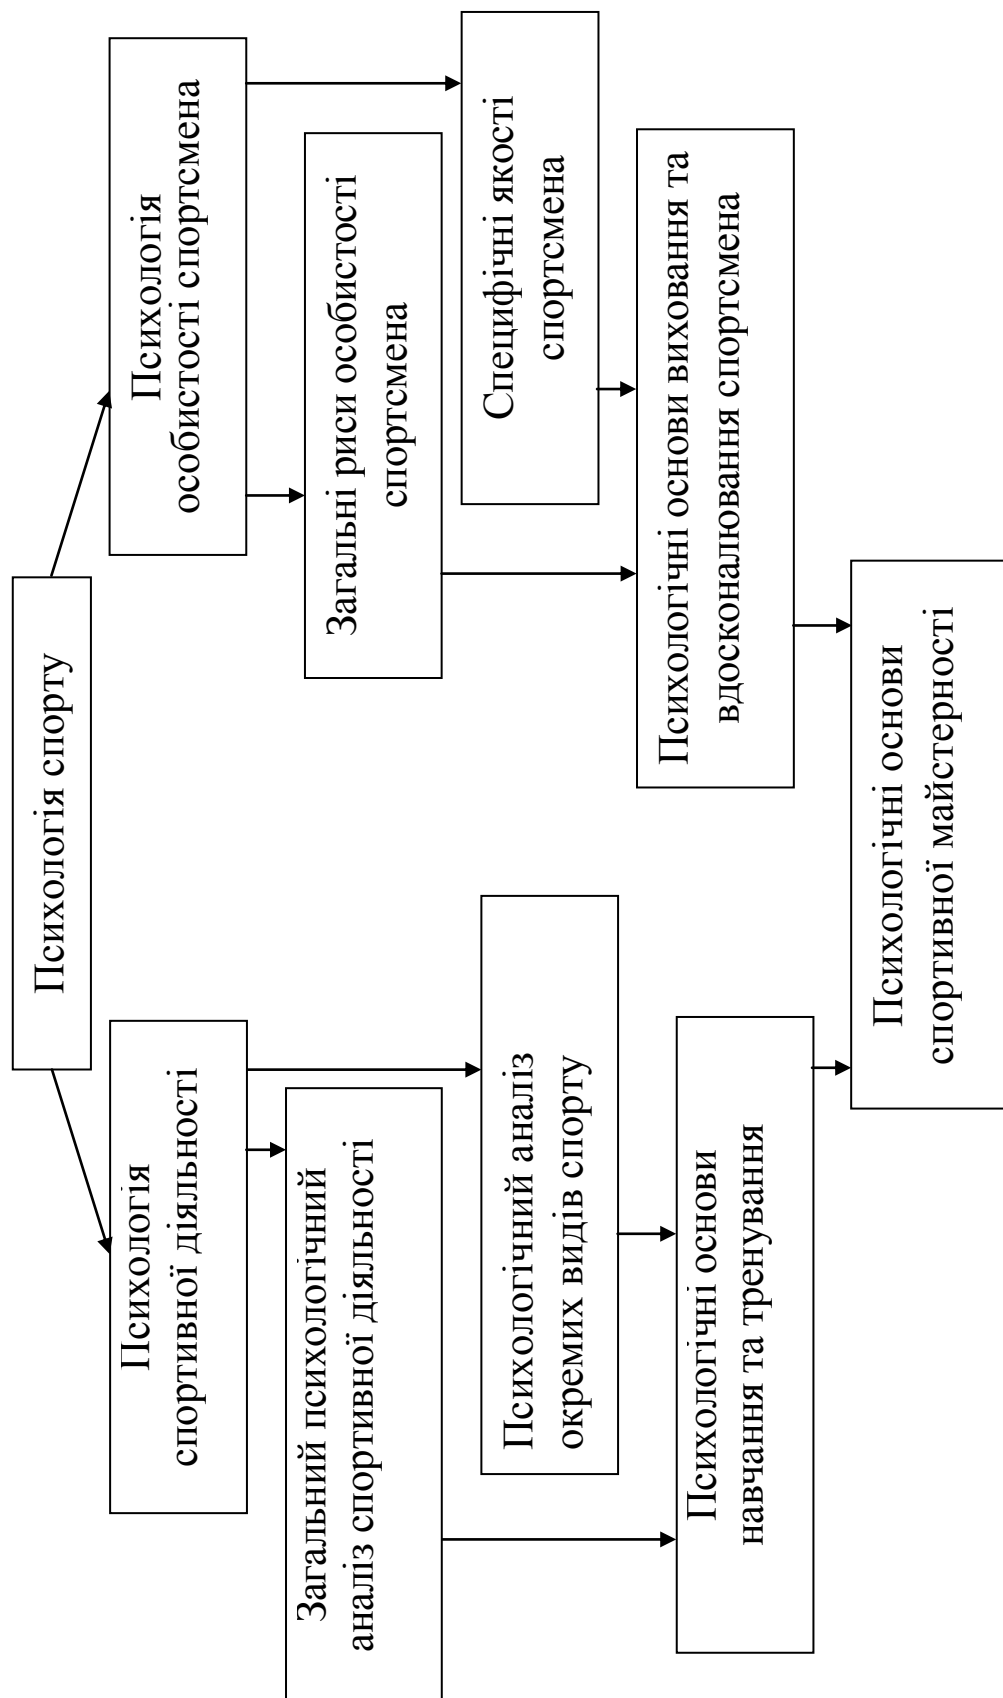 Психологія спорту
Психологія
спортивної діяльності
Психологія
особистості спортсмена
Загальний психологічний
аналіз спортивної діяльності
Загальні риси особистості
спортсмена
Психологічний аналіз
окремих видів спорту
Специфічні якості
спортсмена
Психологічні основи
навчання та тренування
Психологічні основи виховання та
вдосконалювання спортсмена
Психологічні основи
спортивної майстерності